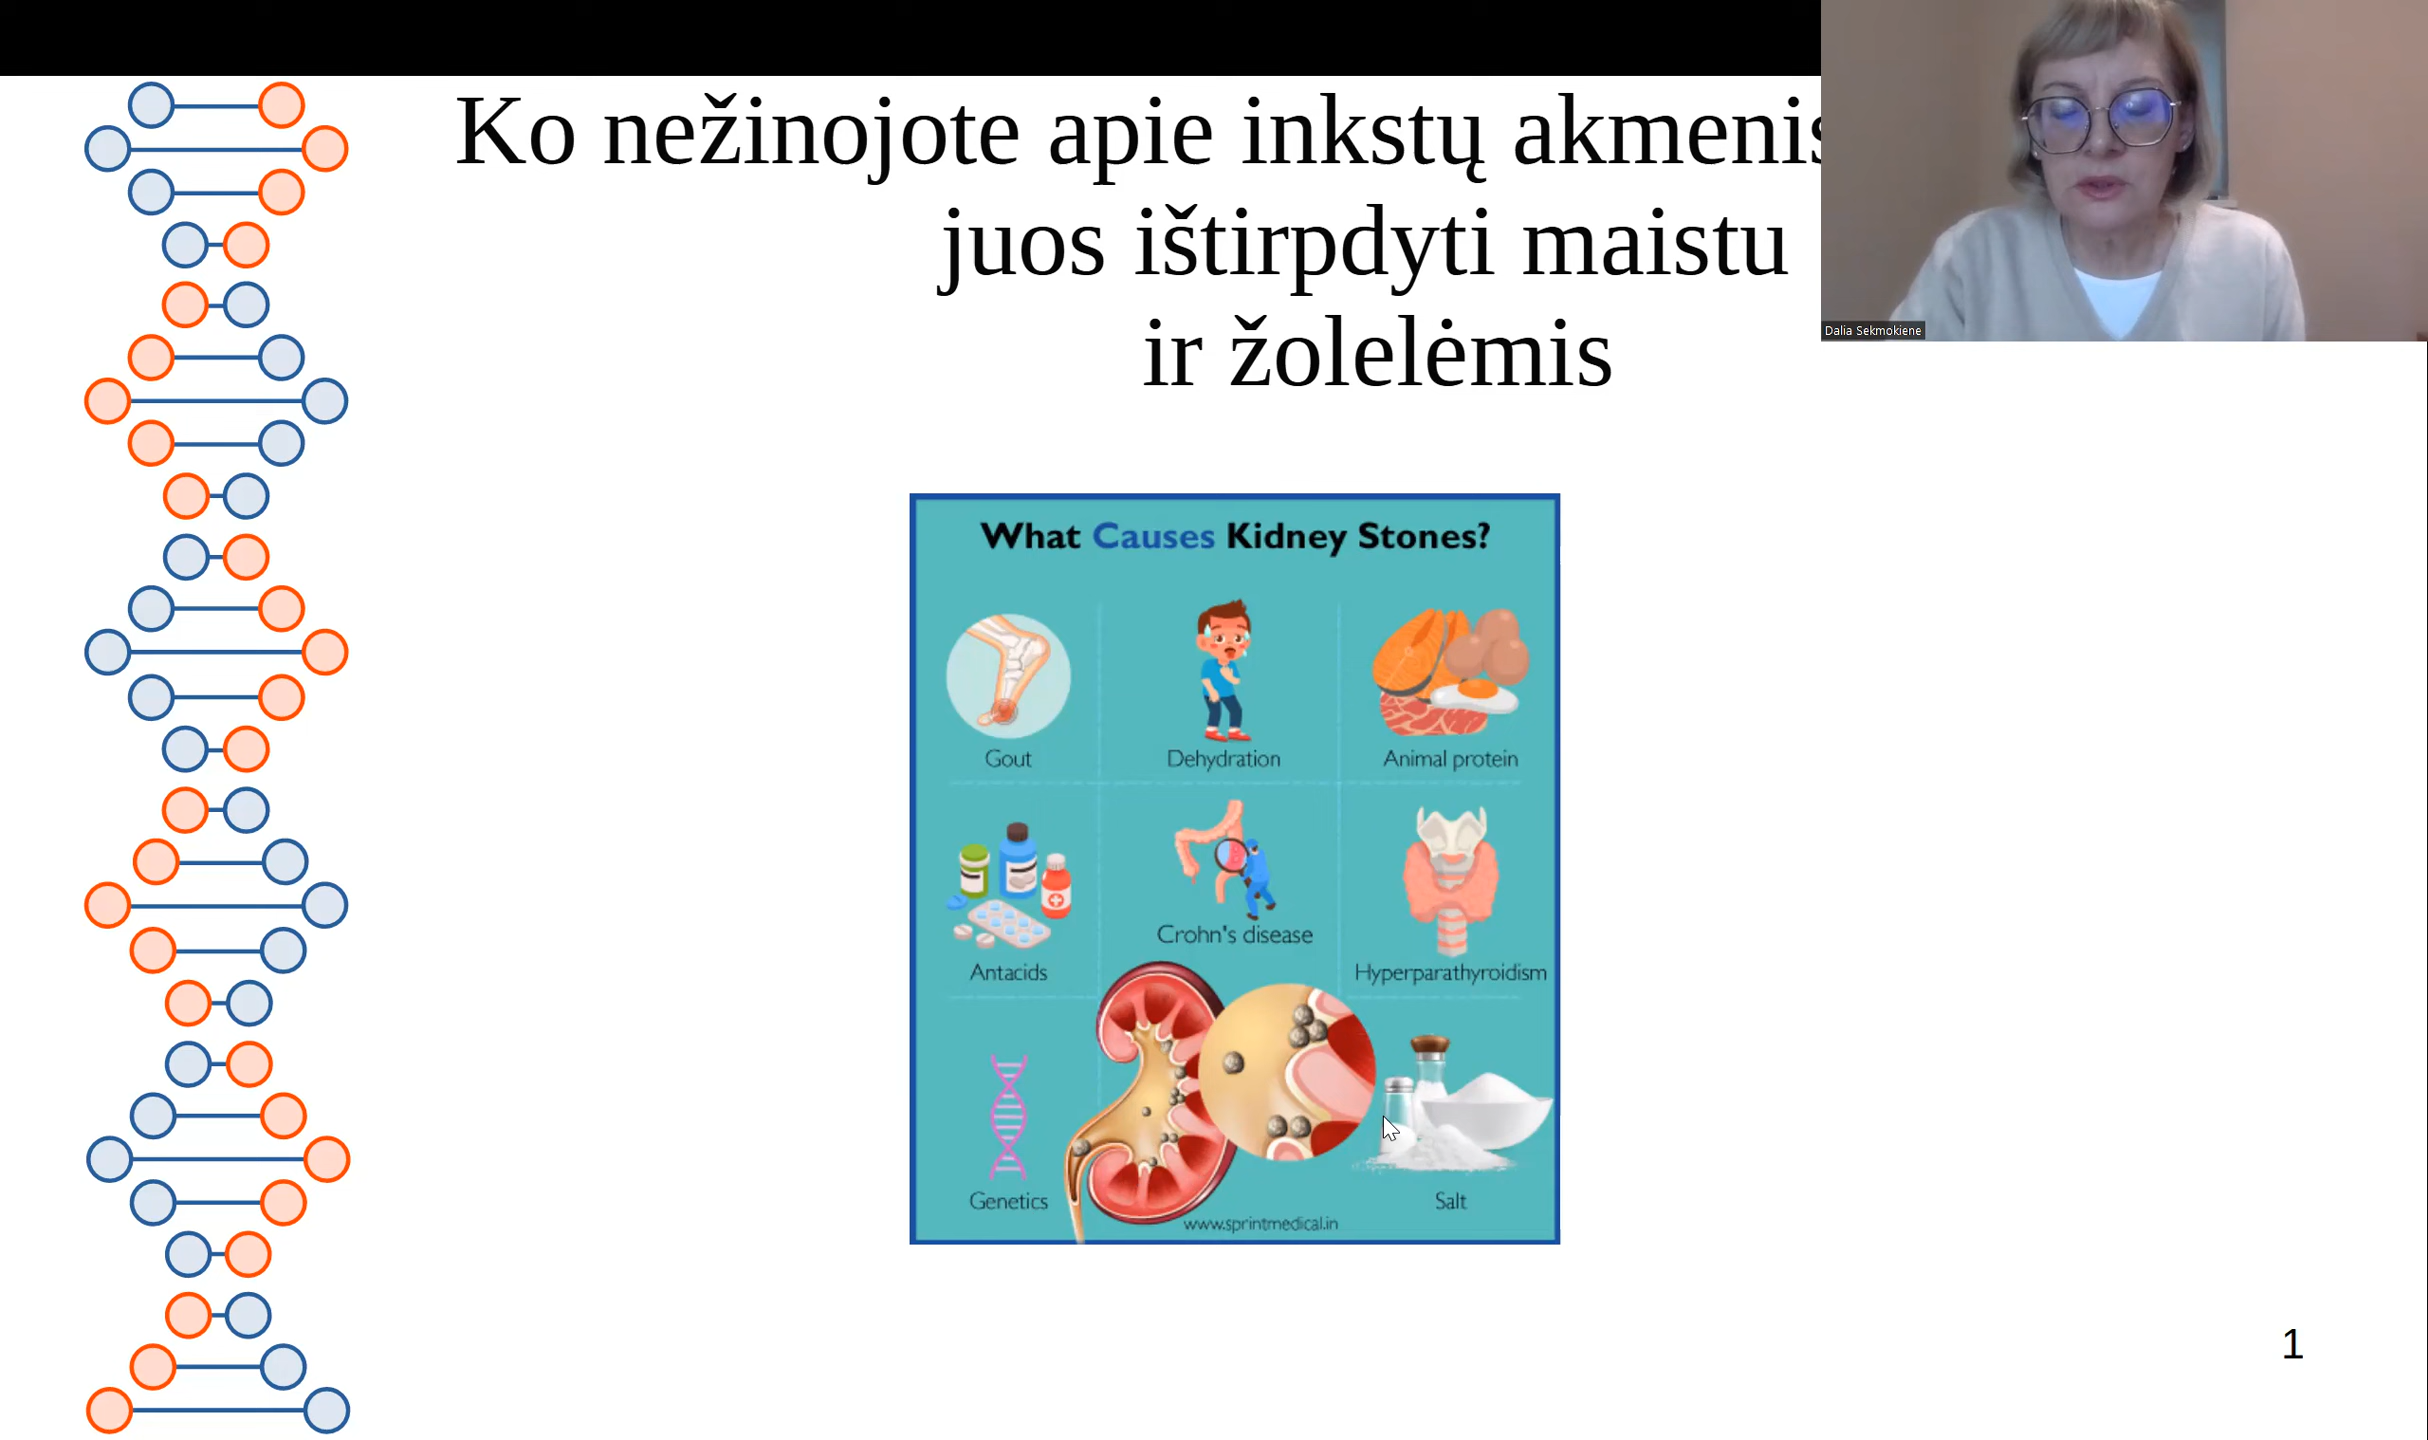 Ko nežinojote apie inkstų akmenis
juos ištirpdyti maistu
ir žolelėmis
Dalia Sekmokiene
What Causes Kidney Stones?
Gout
Dehydration
Animal protein
Antacids
Crohn's disease
Hyperparathyroidism
Genetics
Salt
www.sprintmedical.in
1